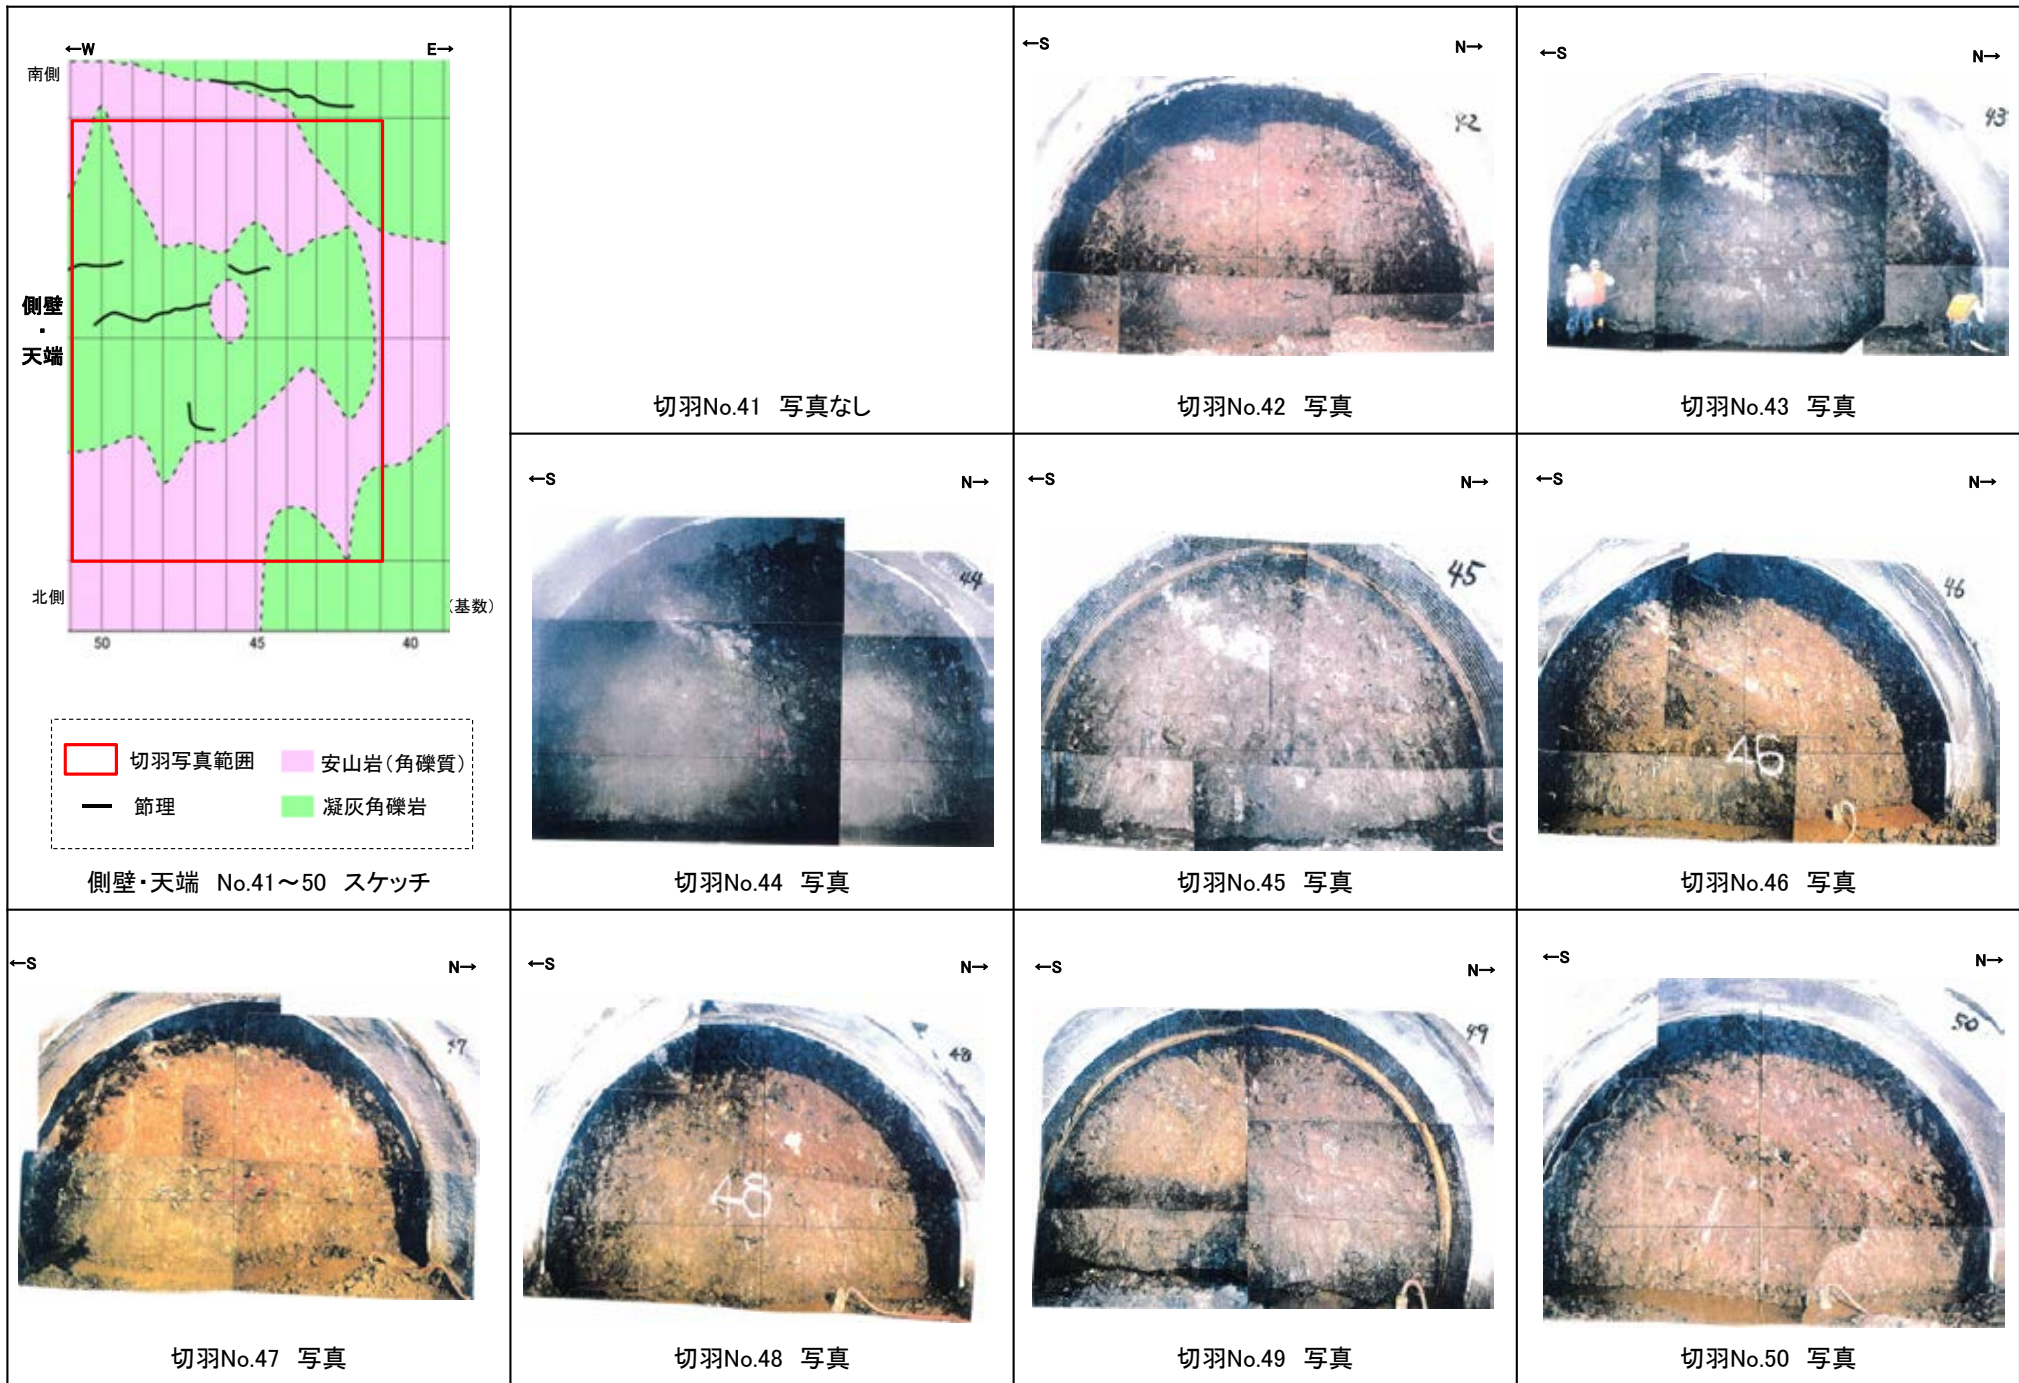 ←W
E→
南側
側壁
・
天端
北側
(基数)
50
45
40
切羽写真範囲
安山岩(角礫質)
節理
凝灰角礫岩
側壁・天端 No.41～50 スケッチ
切羽No.41 写真なし
←S
N→
42
切羽No.42 写真
←S
N→
43
切羽No.43 写真
←S
N→
44
切羽No.44 写真
←S
N→
45
切羽No.45 写真
←S
N→
46
46
切羽No.46 写真
←S
N→
47
切羽No.47 写真
←S
N→
48
48
切羽No.48 写真
←S
N→
49
切羽No.49 写真
←S
N→
50
切羽No.50 写真